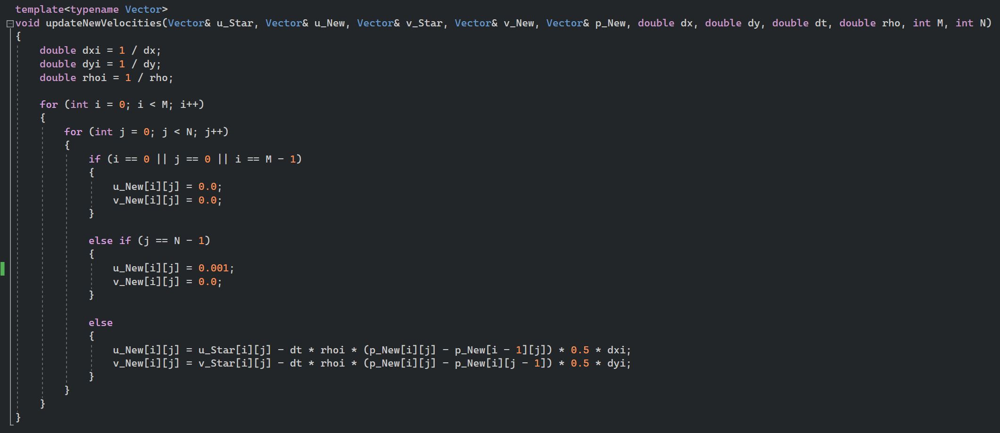 template<typename Vector>
void updateNewVelocities(Vector& u_Star, Vector& u_New, Vector& v_Star, Vector& v_New, Vector& p_New, double dx, double dy, double dt, double rho, int M, int N)
{
    double dxi = 1 / dx;
    double dyi = 1 / dy;
    double rhoi = 1 / rho;

    for (int i = 0; i < M; i++)
    {
        for (int j = 0; j < N; j++)
        {
            if (i == 0 || j == 0 || i == M - 1)
            {
                u_New[i][j] = 0.0;
                v_New[i][j] = 0.0;
            }

            else if (j == N - 1)
            {
                u_New[i][j] = 0.001;
                v_New[i][j] = 0.0;
            }

            else
            {
                u_New[i][j] = u_Star[i][j] - dt * rhoi * (p_New[i][j] - p_New[i - 1][j]) * 0.5 * dxi;
                v_New[i][j] = v_Star[i][j] - dt * rhoi * (p_New[i][j] - p_New[i][j - 1]) * 0.5 * dyi;
            }
        }
    }
}